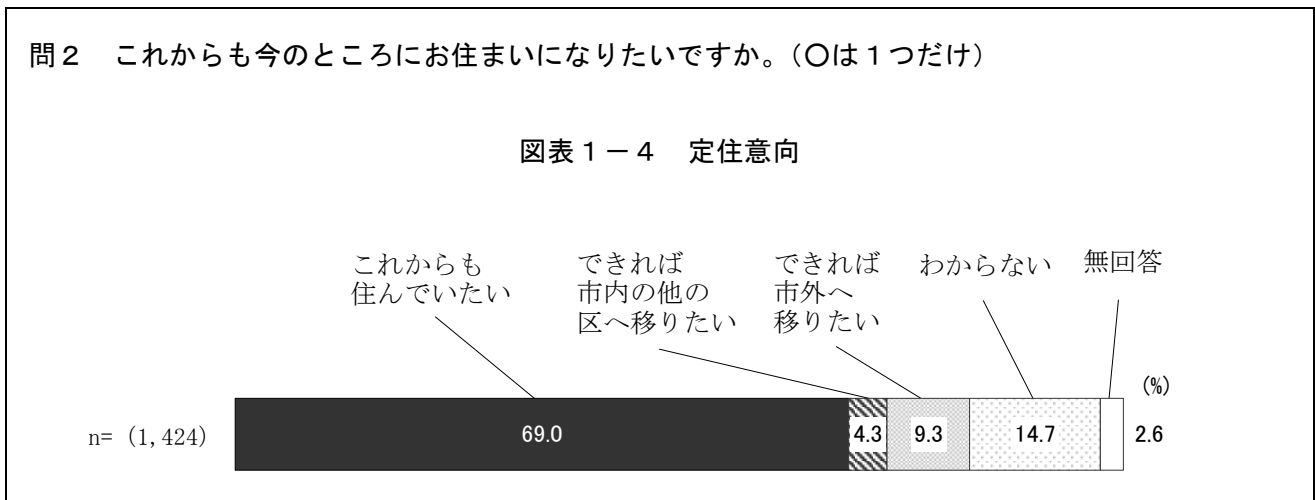 問２　これからも今のところにお住まいになりたいですか。（○は１つだけ）
図表１－４　定住意向
これからも
住んでいたい
できれば
市内の他の
区へ移りたい
できれば
市外へ
移りたい
わからない
無回答
(%)
n= (1,424)
69.0
4.3
9.3
14.7
2.6